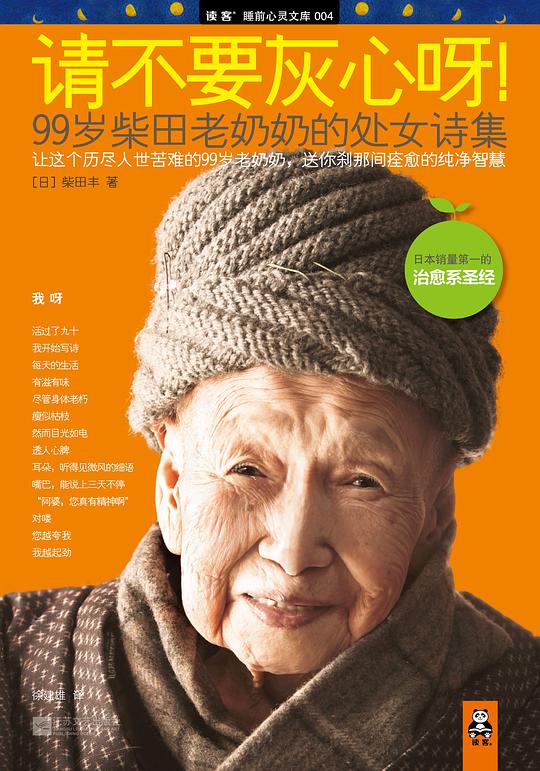 读客® 睡前心灵文库 004
请不要灰心呀!
99岁柴田老奶奶的处女诗集
让这个历尽人世苦难的99岁老奶奶，送你刹那间痊愈的纯净智慧
[日] 柴田丰 著
日本销量第一的
治愈系圣经
我 呀
活过了九十
我开始写诗
每天的生活
有滋有味
尽管身体老朽
瘦似枯枝
然而目光如电
透人心脾
耳朵，听得见微风的细语
嘴巴，能说上三天不停
“阿婆，您真有精神啊”
对喽
您越夸我
我越起劲
徐建雄 译
江苏文艺出版社
读客®